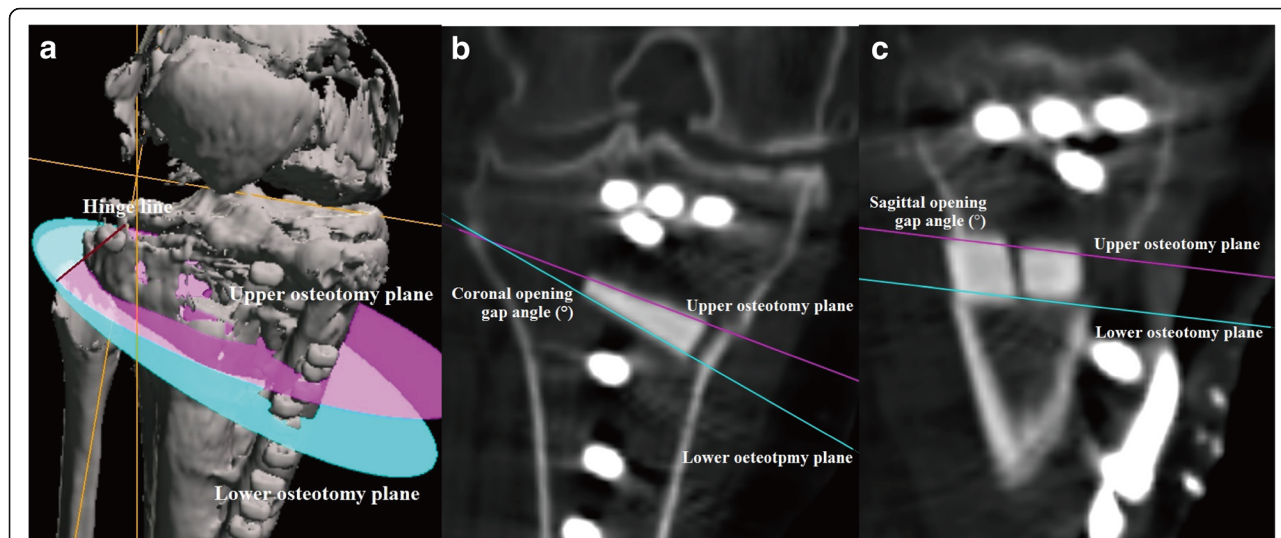 a
Hinge line
Upper osteotomy plane
Lower osteotomy plane
b
Coronal opening
gap angle (°)
Upper osteotomy plane
Lower oeteotpmy plane
c
Sagittal opening
gap angle (°)
Upper osteotomy plane
Lower osteotomy plane